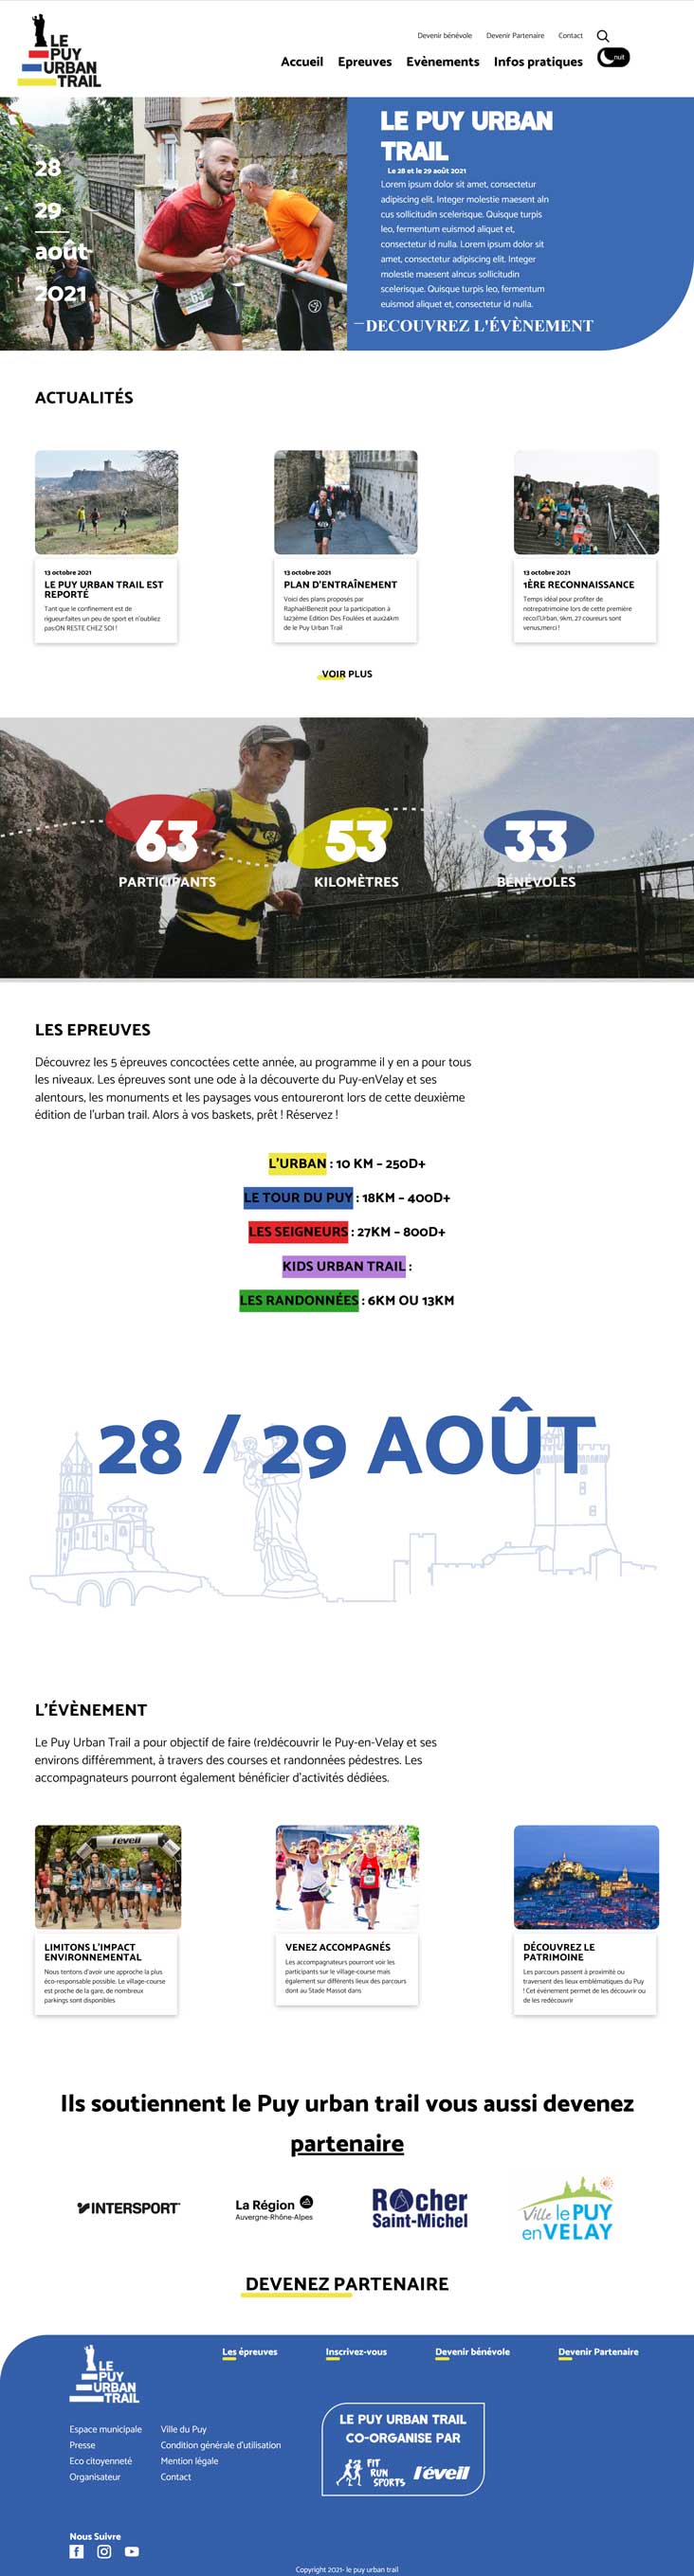 LE
PUY
URBAN
TRAIL
Devenir bénévole Devenir Partenaire Contact
Accueil Epreuves Evènements Infos pratiques
nuit
28
29
août
2021
53
LE PUY URBAN
TRAIL
Le 28 et le 29 août 2021
Lorem ipsum dolor sit amet, consectetur
adipiscing elit. Integer molestie maesent aln
cus sollicitudin scelerisque. Quisque turpis
leo, fermentum euismod aliquet et,
consectetur id nulla. Lorem ipsum dolor sit
amet, consectetur adipiscing elit. Integer
molestie maesent alncus sollicitudin
scelerisque. Quisque turpis leo, fermentum
euismod aliquet et, consectetur id nulla.
DECOUVREZ L'ÉVÈNEMENT
ACTUALITÉS
13 octobre 2021
LE PUY URBAN TRAIL EST
REPORTÉ
Tant que le confinement est de
rigueurfaites un peu de sport et n'oubliez
pas:ON RESTE CHEZ SOI !
13 octobre 2021
PLAN D'ENTRAÎNEMENT
Voici des plans proposés par
RaphaëlBenezit pour la participation à
la23ème Edition Des Foulées et aux24km
de le Puy Urban Trail
13 octobre 2021
1ÈRE RECONNAISSANCE
Temps idéal pour profiter de
notrepatrimoine lors de cette première
reco!l'Urban, 9km, 27 coureurs sont
venus,merci !
VOIR PLUS
63
PARTICIPANTS
53
KILOMÈTRES
33
BÉNÉVOLES
LES EPREUVES
Découvrez les 5 épreuves concoctées cette année, au programme il y en a pour tous
les niveaux. Les épreuves sont une ode à la découverte du Puy-enVelay et ses
alentours, les monuments et les paysages vous entoureront lors de cette deuxième
édition de l'urban trail. Alors à vos baskets, prêt ! Réservez !
L'URBAN : 10 KM – 250D+
LE TOUR DU PUY : 18KM – 400D+
LES SEIGNEURS : 27KM – 800D+
KIDS URBAN TRAIL :
LES RANDONNÉES : 6KM OU 13KM
28 / 29 AOÛT
L'ÉVÈNEMENT
Le Puy Urban Trail a pour objectif de faire (re)découvrir le Puy-en-Velay et ses
environs différemment, à travers des courses et randonnées pédestres. Les
accompagnateurs pourront également bénéficier d'activités dédiées.
l'éveil
LIMITONS L'IMPACT
ENVIRONNEMENTAL
Nous tentons d'avoir une approche la plus
éco-responsable possible. Le village-course
est proche de la gare, de nombreux
parkings sont disponibles
VENEZ ACCOMPAGNÉS
Les accompagnateurs pourront voir les
participants sur le village-course mais
également sur différents lieux des parcours
dont au Stade Massot dans
DÉCOUVREZ LE
PATRIMOINE
Les parcours passent à proximité ou
traversent des lieux emblématiques du Puy
! Cet événement permet de les découvrir ou
de les redécouvrir
Ils soutiennent le Puy urban trail vous aussi devenez
partenaire
INTERSPORT
La Région
Auvergne-Rhône-Alpes
Rocher
Saint-Michel
Ville le PUY
en VELAY
DEVENEZ PARTENAIRE
LE
PUY
URBAN
TRAIL
Les épreuves Inscrivez-vous Devenir bénévole Devenir Partenaire
Espace municipale Ville du Puy
Presse Condition générale d'utilisation
Eco citoyenneté Mention légale
Organisateur Contact
LE PUY URBAN TRAIL
CO-ORGANISE PAR
FIT
RUN
SPORTS
l'éveil
Nous Suivre
Copyright 2021- le puy urban trail